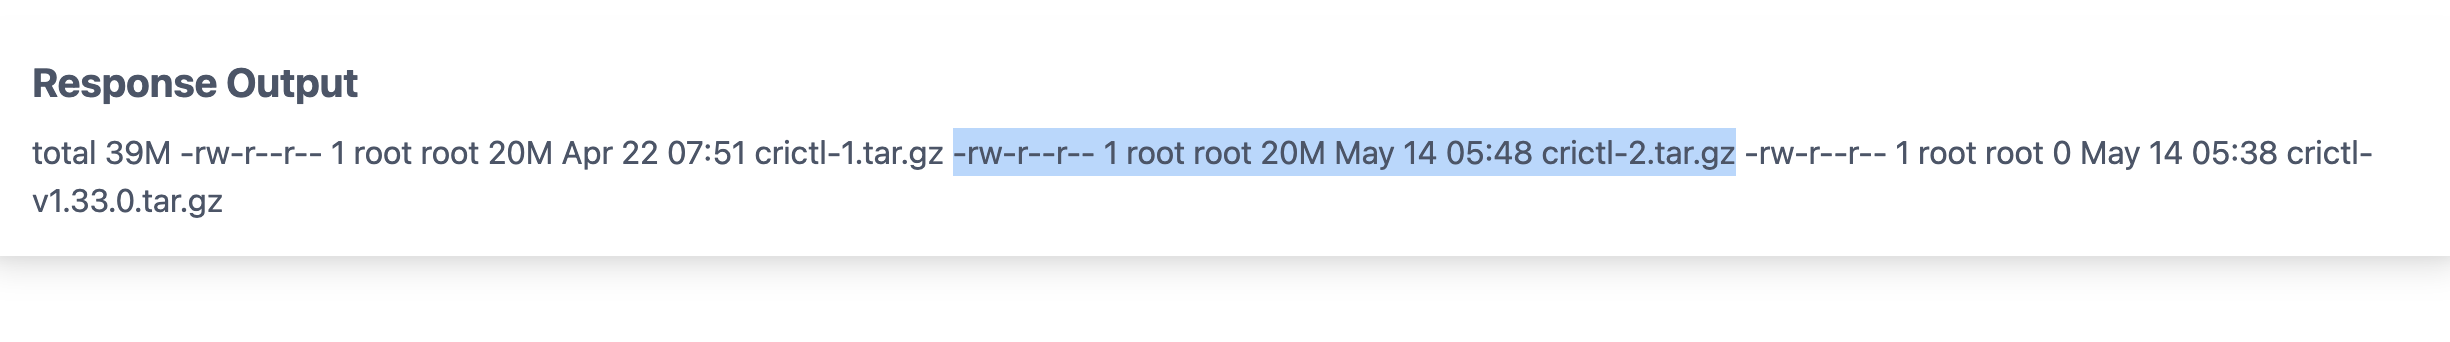 Response Output
total 39M -rw-r--r-- 1 root root 20M Apr 22 07:51 crictl-1.tar.gz -rw-r--r-- 1 root root 20M May 14 05:48 crictl-2.tar.gz -rw-r--r-- 1 root root 0 May 14 05:38 crictl-
v1.33.0.tar.gz